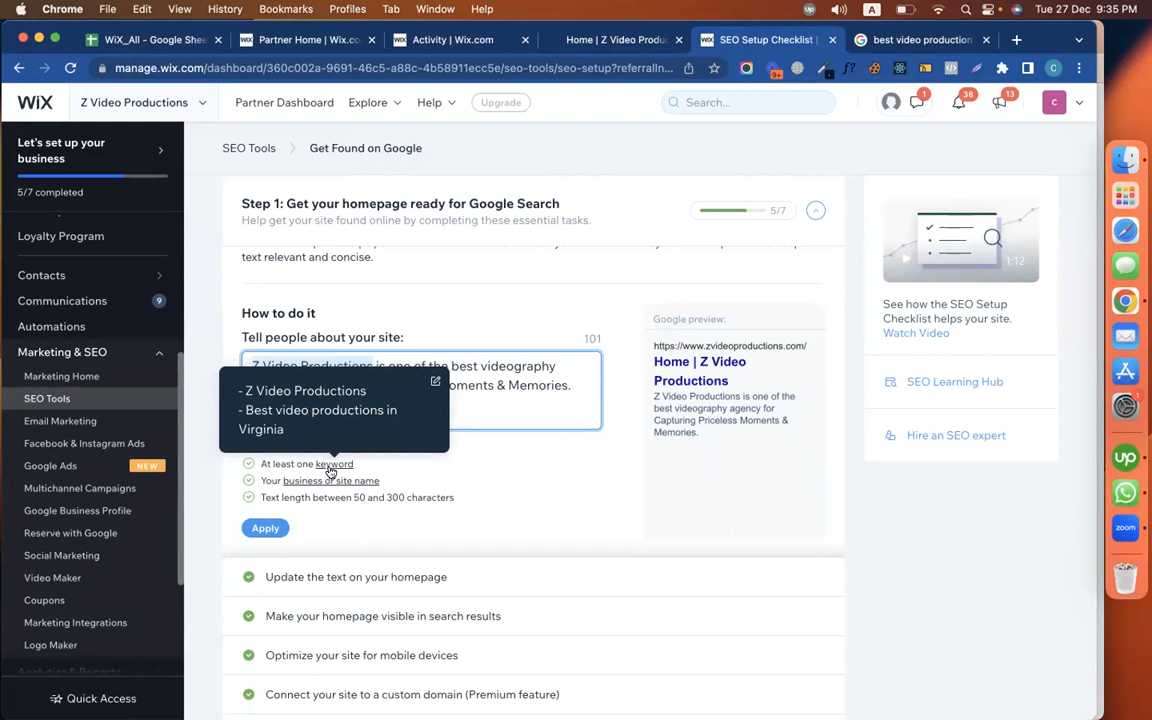 Chrome File Edit View History Bookmarks Profiles Tab Window Help
A
Tue 27 Dec 9:35 PM
WiX_All - Google Shee
Partner Home | Wix.co
Activity | Wix.com
Home | Z Video Produ
SEO Setup Checklist |
best video production
manage.wix.com/dashboard/360c002a-9691-46c5-a88c-4b58911ecc5e/seo-tools/seo-setup?referralIn...
9+
C
WiX
Z Video Productions
Partner Dashboard
Explore
Help
Upgrade
Search...
1
38
13
C
Let's set up your
business
5/7 completed
Loyalty Program
Contacts
Communications
9
Automations
Marketing & SEO
Marketing Home
SEO Tools
Email Marketing
Facebook & Instagram Ads
Google Ads
NEW
Multichannel Campaigns
Google Business Profile
Reserve with Google
Social Marketing
Video Maker
Coupons
Marketing Integrations
Logo Maker
Analytics & Reports
Quick Access
SEO Tools
Get Found on Google
Step 1: Get your homepage ready for Google Search
Help get your site found online by completing these essential tasks.
5/7
text relevant and concise.
How to do it
Tell people about your site:
101
Z Video Productions is one of the best videography
oments & Memories.
- Z Video Productions
- Best video productions in
Virginia
At least one keyword
Your business or site name
Text length between 50 and 300 characters
Apply
Google preview:
https://www.zvideoproductions.com/
Home | Z Video
Productions
Z Video Productions is one of the
best videography agency for
Capturing Priceless Moments &
Memories.
Update the text on your homepage
Make your homepage visible in search results
Optimize your site for mobile devices
Connect your site to a custom domain (Premium feature)
1:12
See how the SEO Setup
Checklist helps your site.
Watch Video
SEO Learning Hub
Hire an SEO expert
1
up
zoom